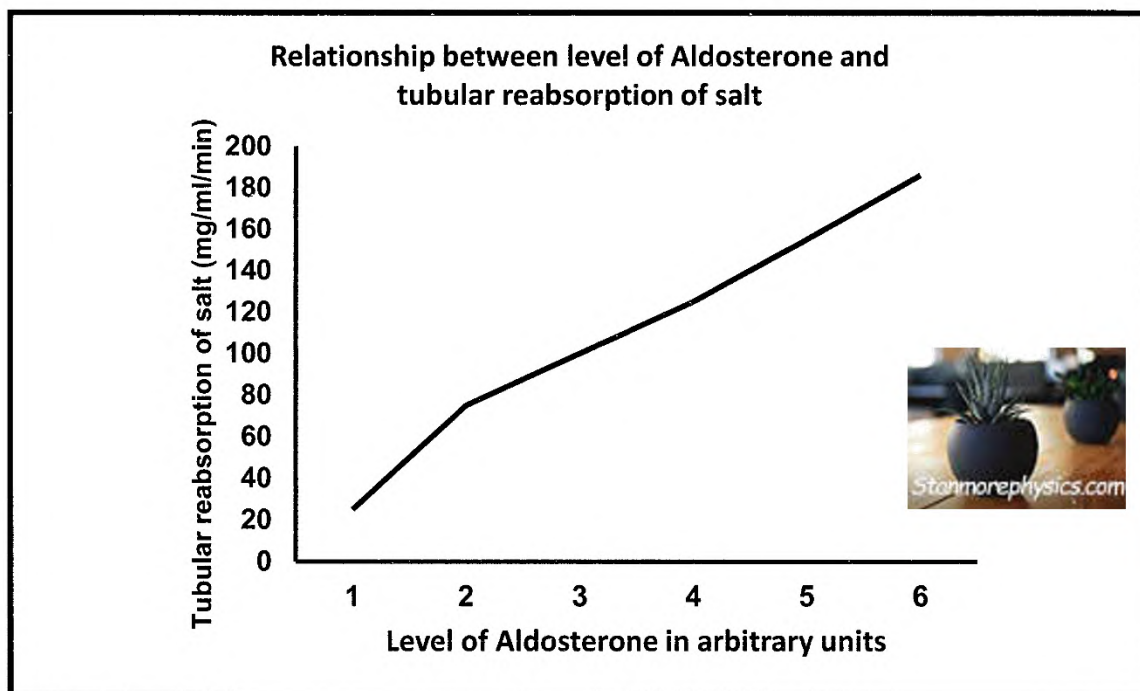 Relationship between level of Aldosterone and
tubular reabsorption of salt
Tubular reabsorption of salt (mg/ml/min)
200
180
160
140
120
100
80
60
40
20
0
1 2 3 4 5 6
Level of Aldosterone in arbitrary units
Stanmorephysics.com